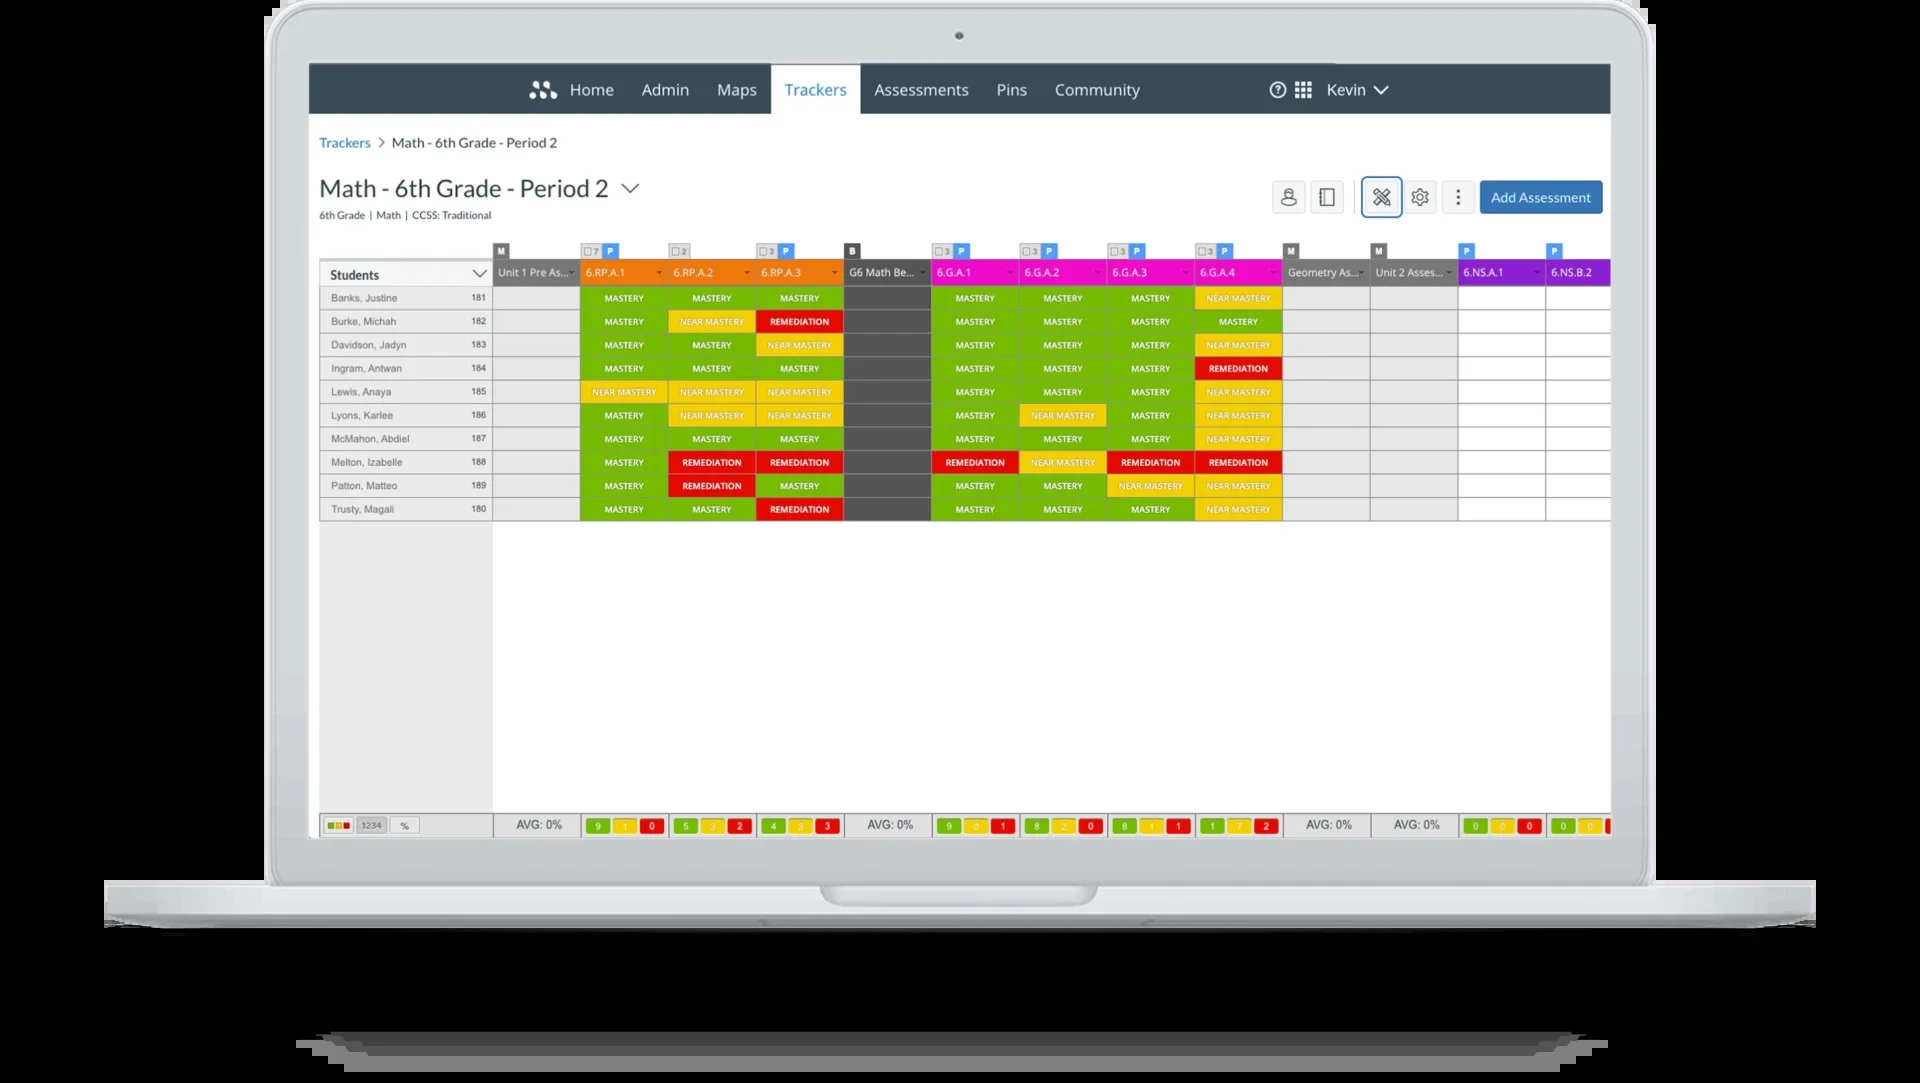 Home Admin Maps Trackers Assessments Pins Community ? Kevin
Trackers > Math - 6th Grade - Period 2
Math - 6th Grade - Period 2
6th Grade | Math | CCSS: Traditional
Add Assessment
M 7 P 2 3 P B 3 P 3 P 3 P 3 P M M P P
Students Unit 1 Pre As... 6.RP.A.1 6.RP.A.2 6.RP.A.3 G6 Math Be... 6.G.A.1 6.G.A.2 6.G.A.3 6.G.A.4 Geometry As... Unit 2 Asses... 6.NS.A.1 6.NS.B.2
Banks, Justine 181 MASTERY MASTERY MASTERY MASTERY MASTERY MASTERY NEAR MASTERY
Burke, Michah 182 MASTERY NEAR MASTERY REMEDIATION MASTERY MASTERY MASTERY MASTERY
Davidson, Jadyn 183 MASTERY MASTERY NEAR MASTERY MASTERY MASTERY MASTERY NEAR MASTERY
Ingram, Antwan 184 MASTERY MASTERY MASTERY MASTERY MASTERY MASTERY REMEDIATION
Lewis, Anaya 185 NEAR MASTERY NEAR MASTERY NEAR MASTERY MASTERY MASTERY MASTERY NEAR MASTERY
Lyons, Karlee 186 MASTERY NEAR MASTERY NEAR MASTERY MASTERY NEAR MASTERY MASTERY NEAR MASTERY
McMahon, Abdiel 187 MASTERY MASTERY MASTERY MASTERY MASTERY MASTERY NEAR MASTERY
Melton, Izabelle 188 MASTERY REMEDIATION REMEDIATION REMEDIATION NEAR MASTERY REMEDIATION REMEDIATION
Patton, Matteo 189 MASTERY REMEDIATION MASTERY MASTERY MASTERY NEAR MASTERY NEAR MASTERY
Trusty, Magali 180 MASTERY MASTERY REMEDIATION MASTERY MASTERY MASTERY NEAR MASTERY
1234 % AVG: 0% 9 1 0 5 3 2 4 3 3 AVG: 0% 9 0 1 8 2 0 8 1 1 1 7 2 AVG: 0% AVG: 0% 0 0 0 0 0